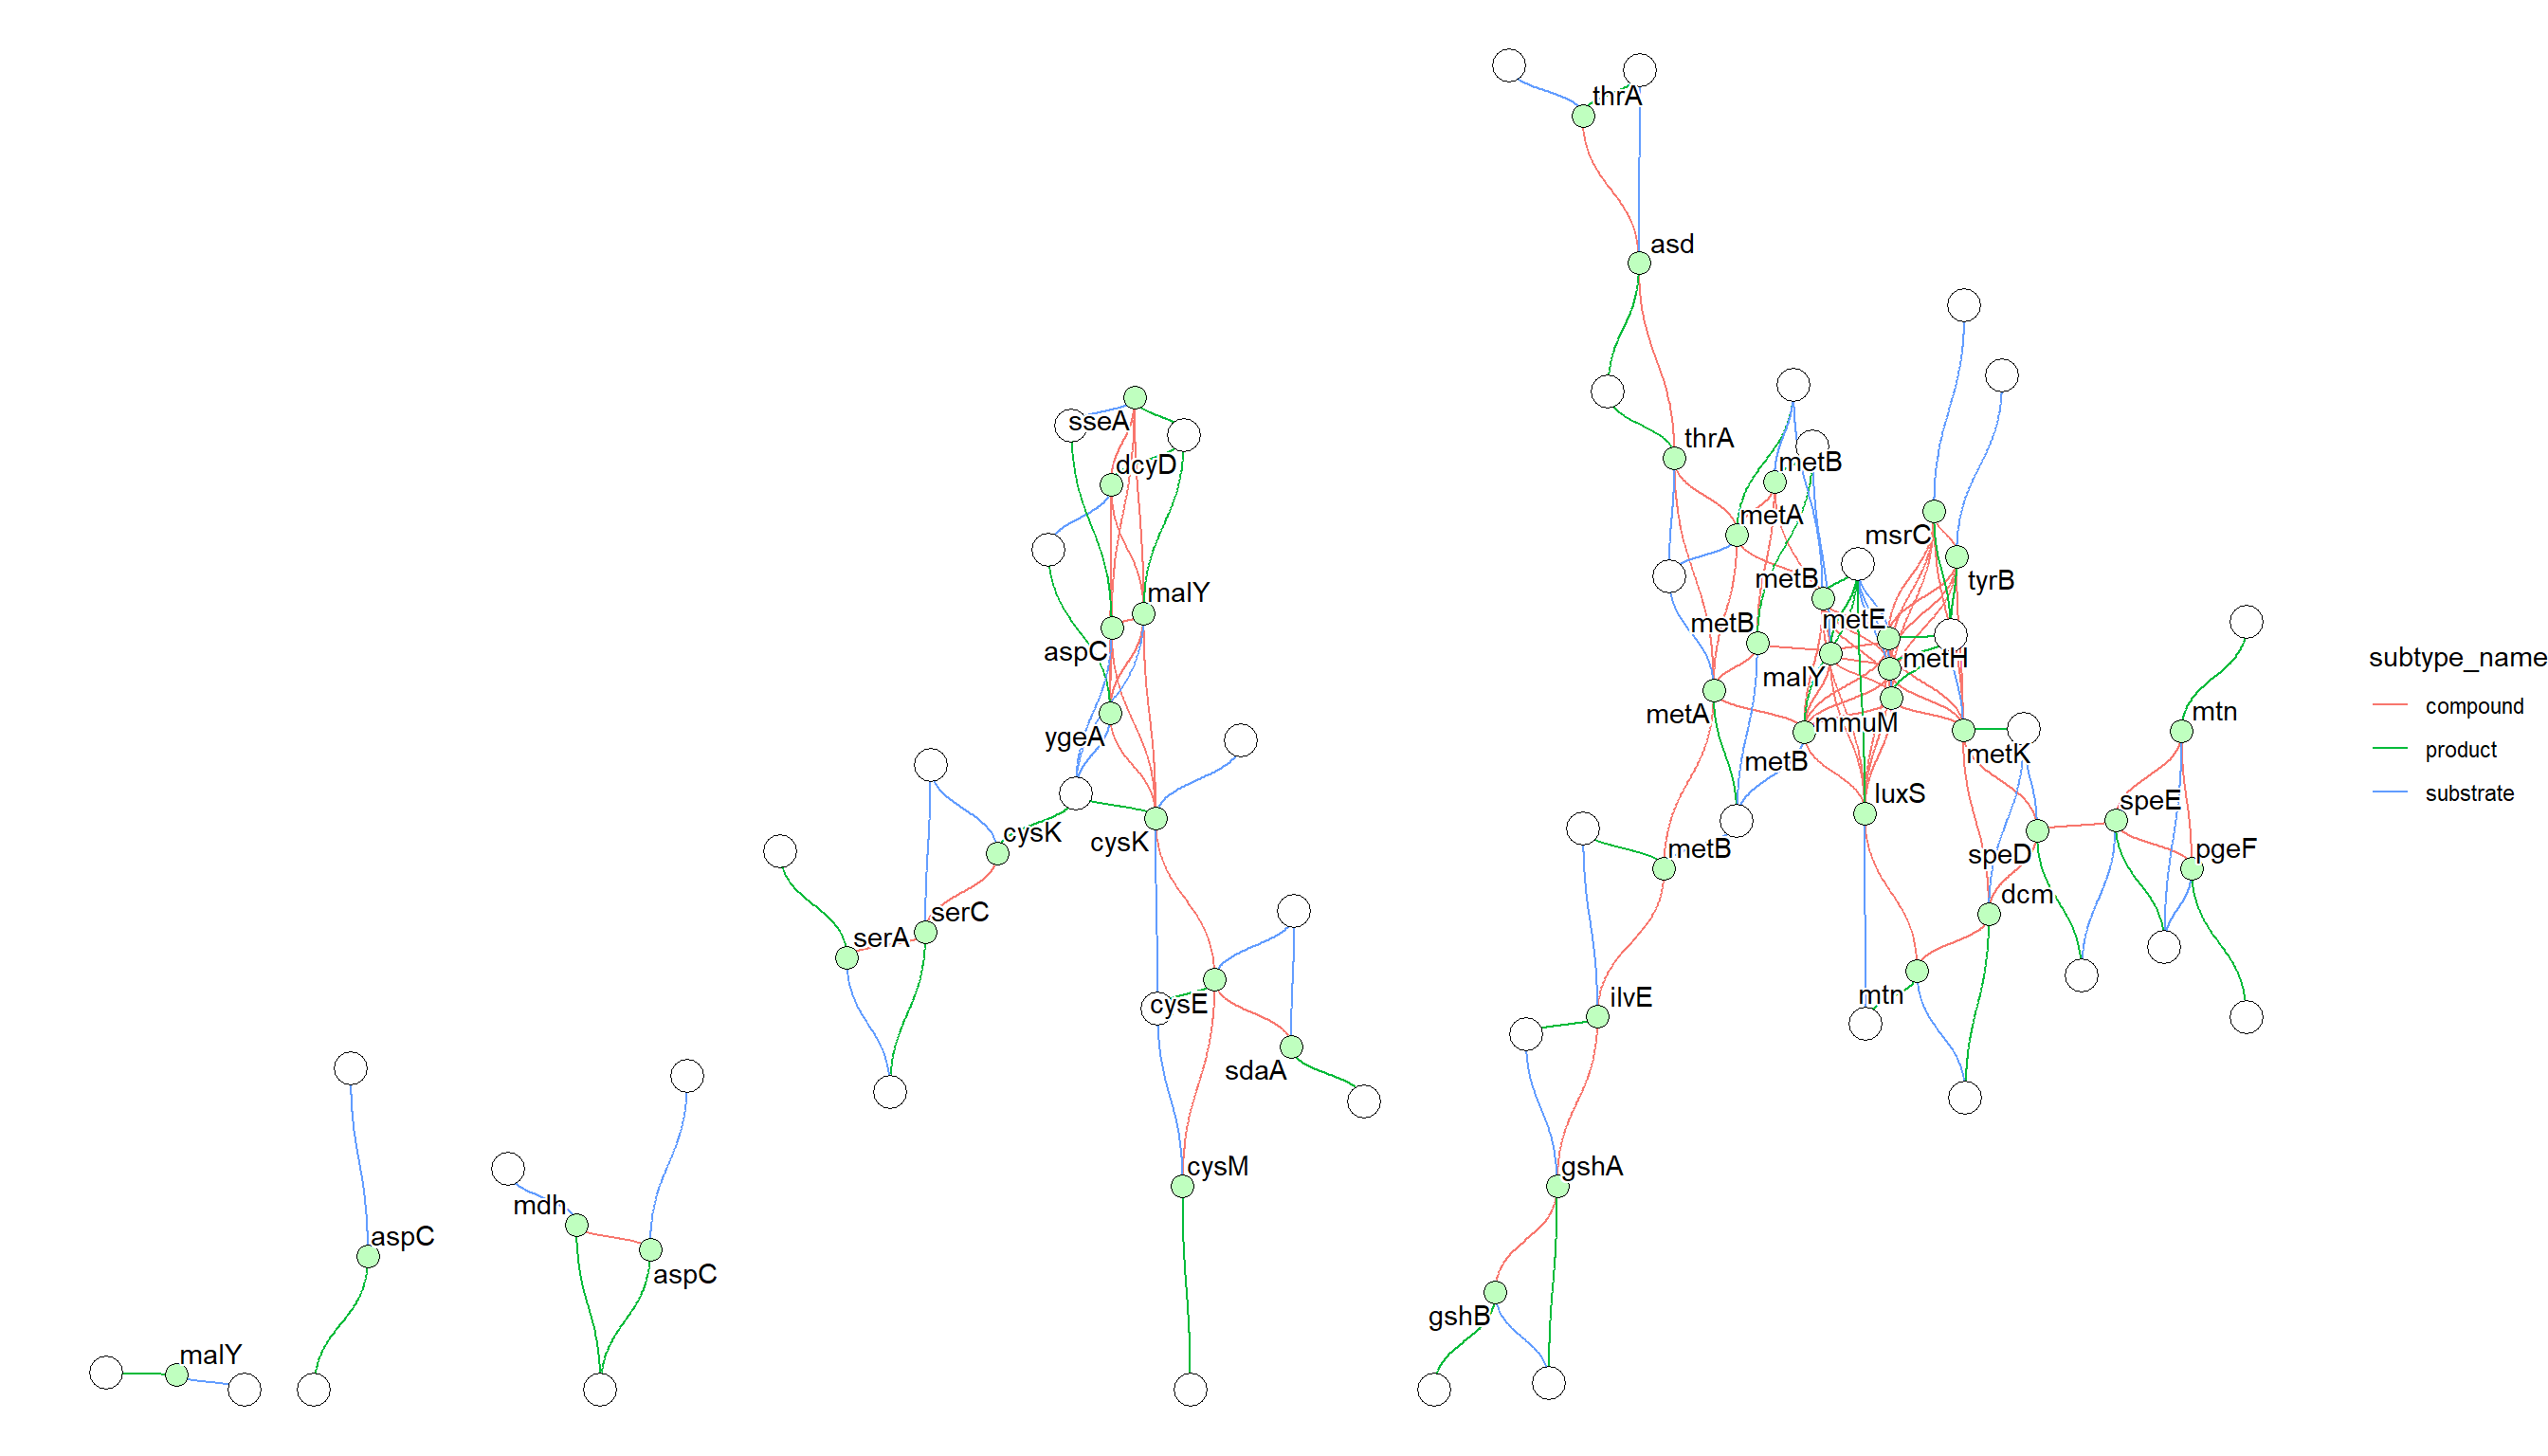 thrA
asd
sseA
thrA
dcyD
metB
metA
msrC
metB
tyrB
malY
metE
metB
aspC
metH
subtype_name
malY
compound
metA
mtn
mmuM
ygeA
product
metK
metB
luxS
substrate
speE
cysK
cysK
metB
speD
pgeF
dcm
serC
serA
mtn
ilvE
cysE
sdaA
cysM
gshA
mdh
aspC
aspC
gshB
malY